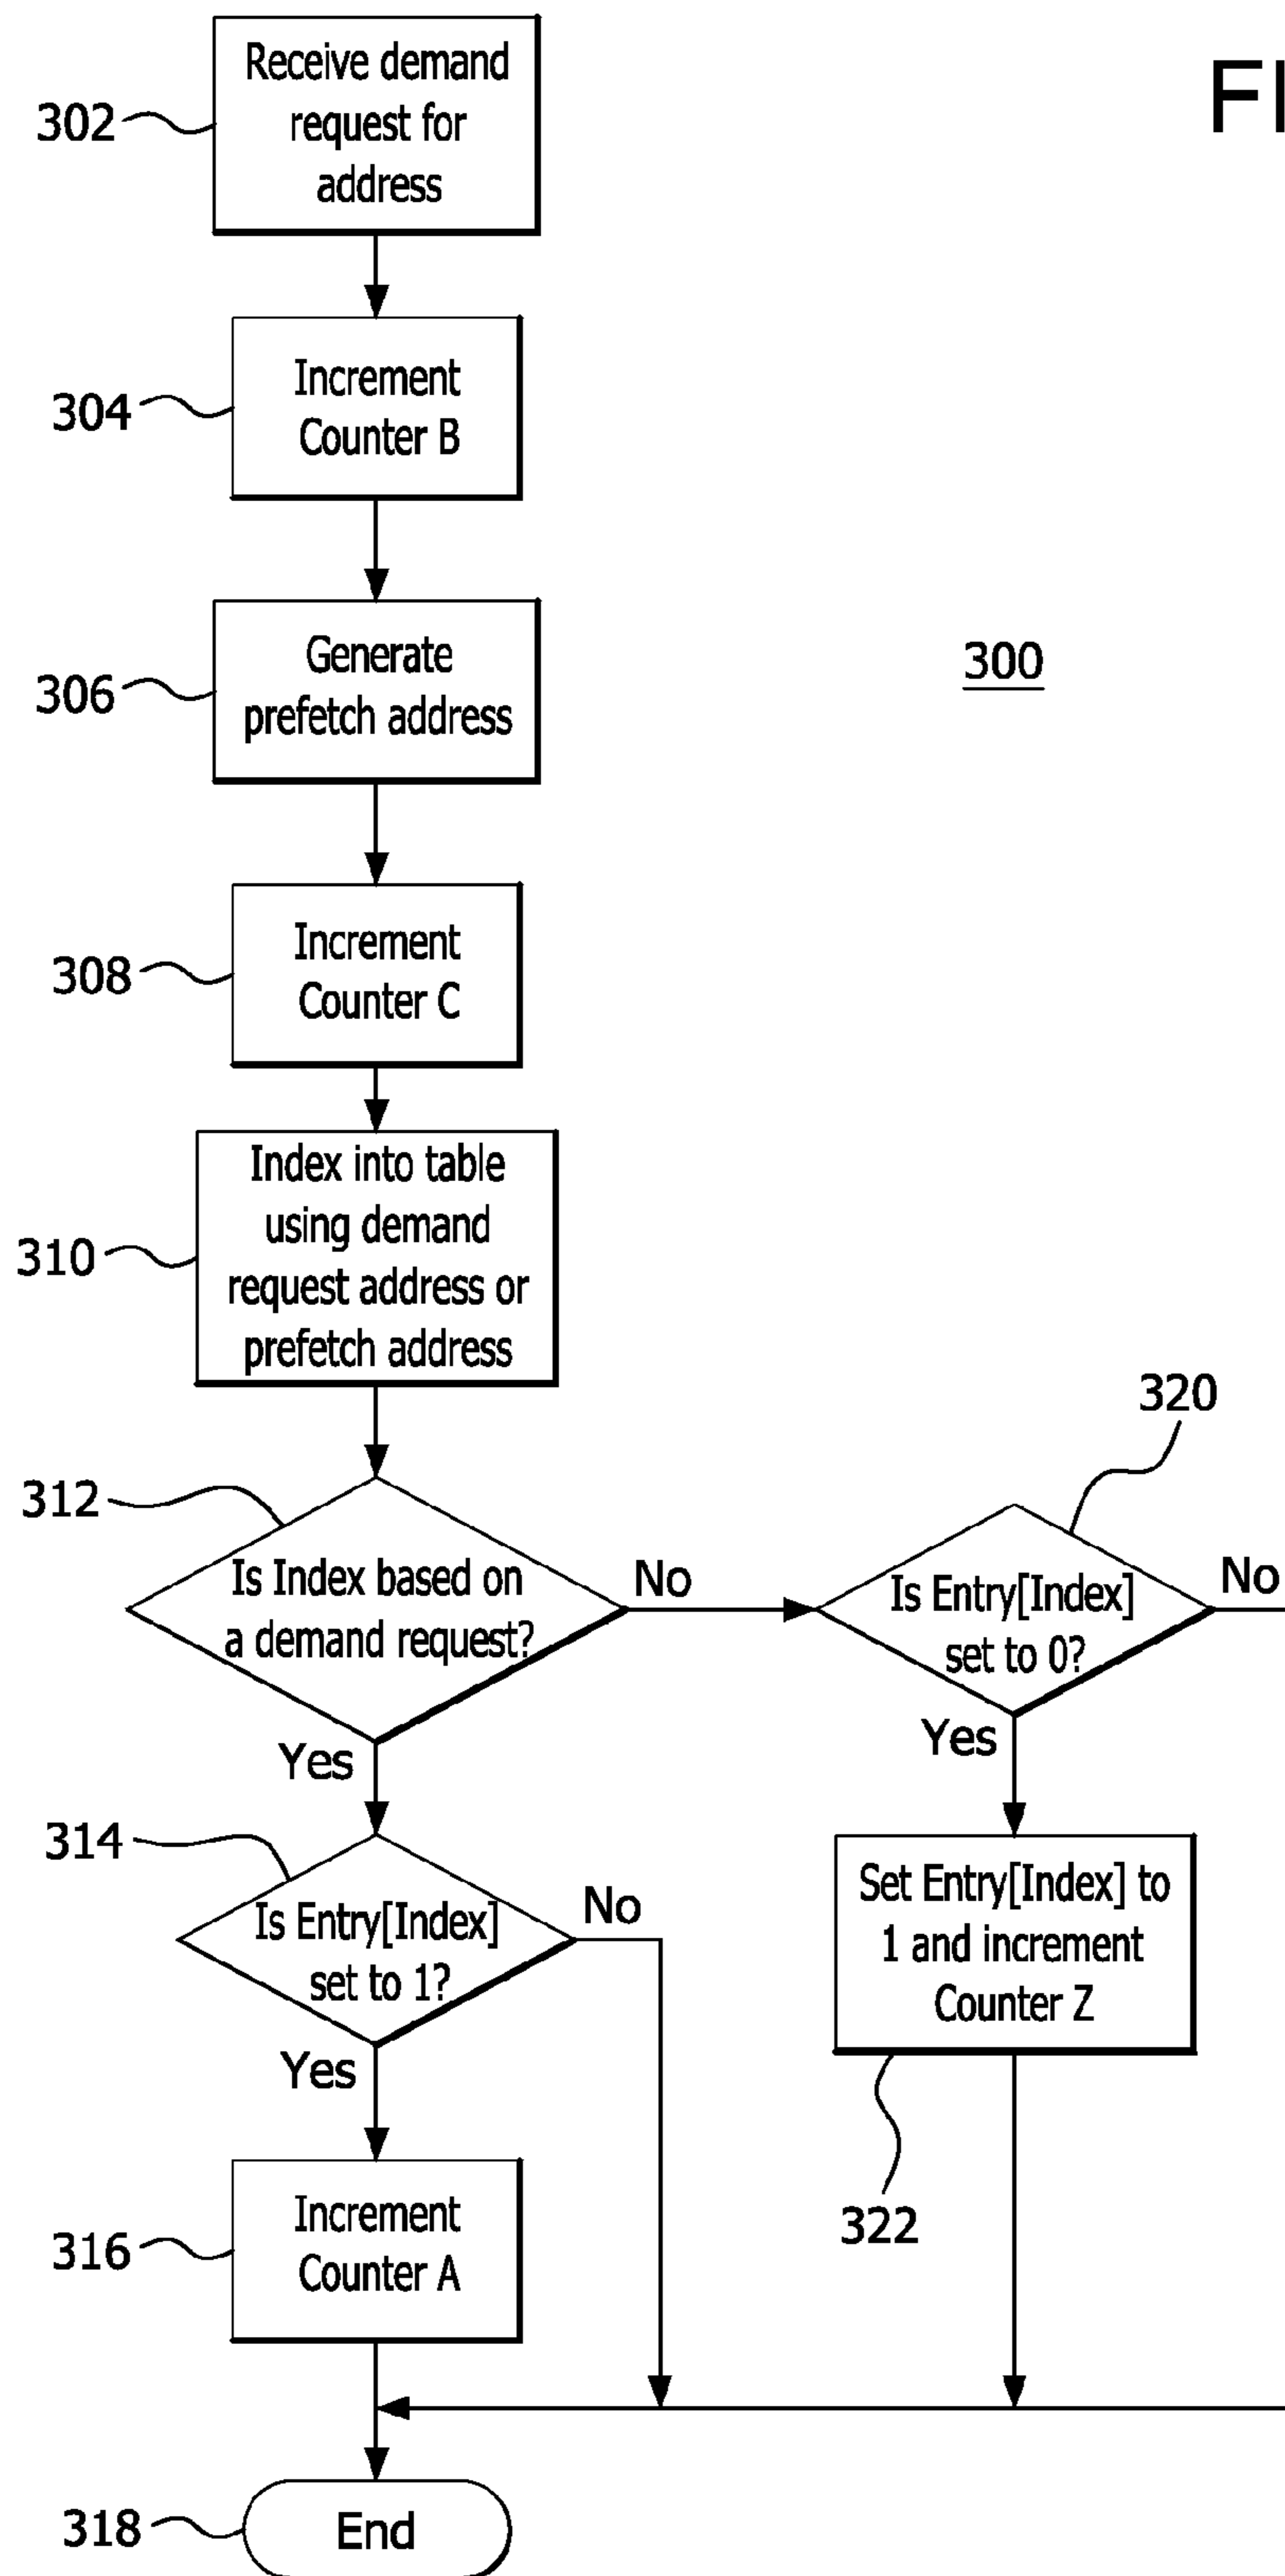 FI
302
Receive demand
request for
address
304
Increment
Counter B
306
Generate
prefetch address
300
308
Increment
Counter C
310
Index into table
using demand
request address or
prefetch address
312
Is Index based on
a demand request?
No
Yes
320
Is Entry[Index]
set to 0?
No
Yes
314
Is Entry[Index]
set to 1?
No
Yes
Set Entry[Index] to
1 and increment
Counter Z
322
316
Increment
Counter A
318
End